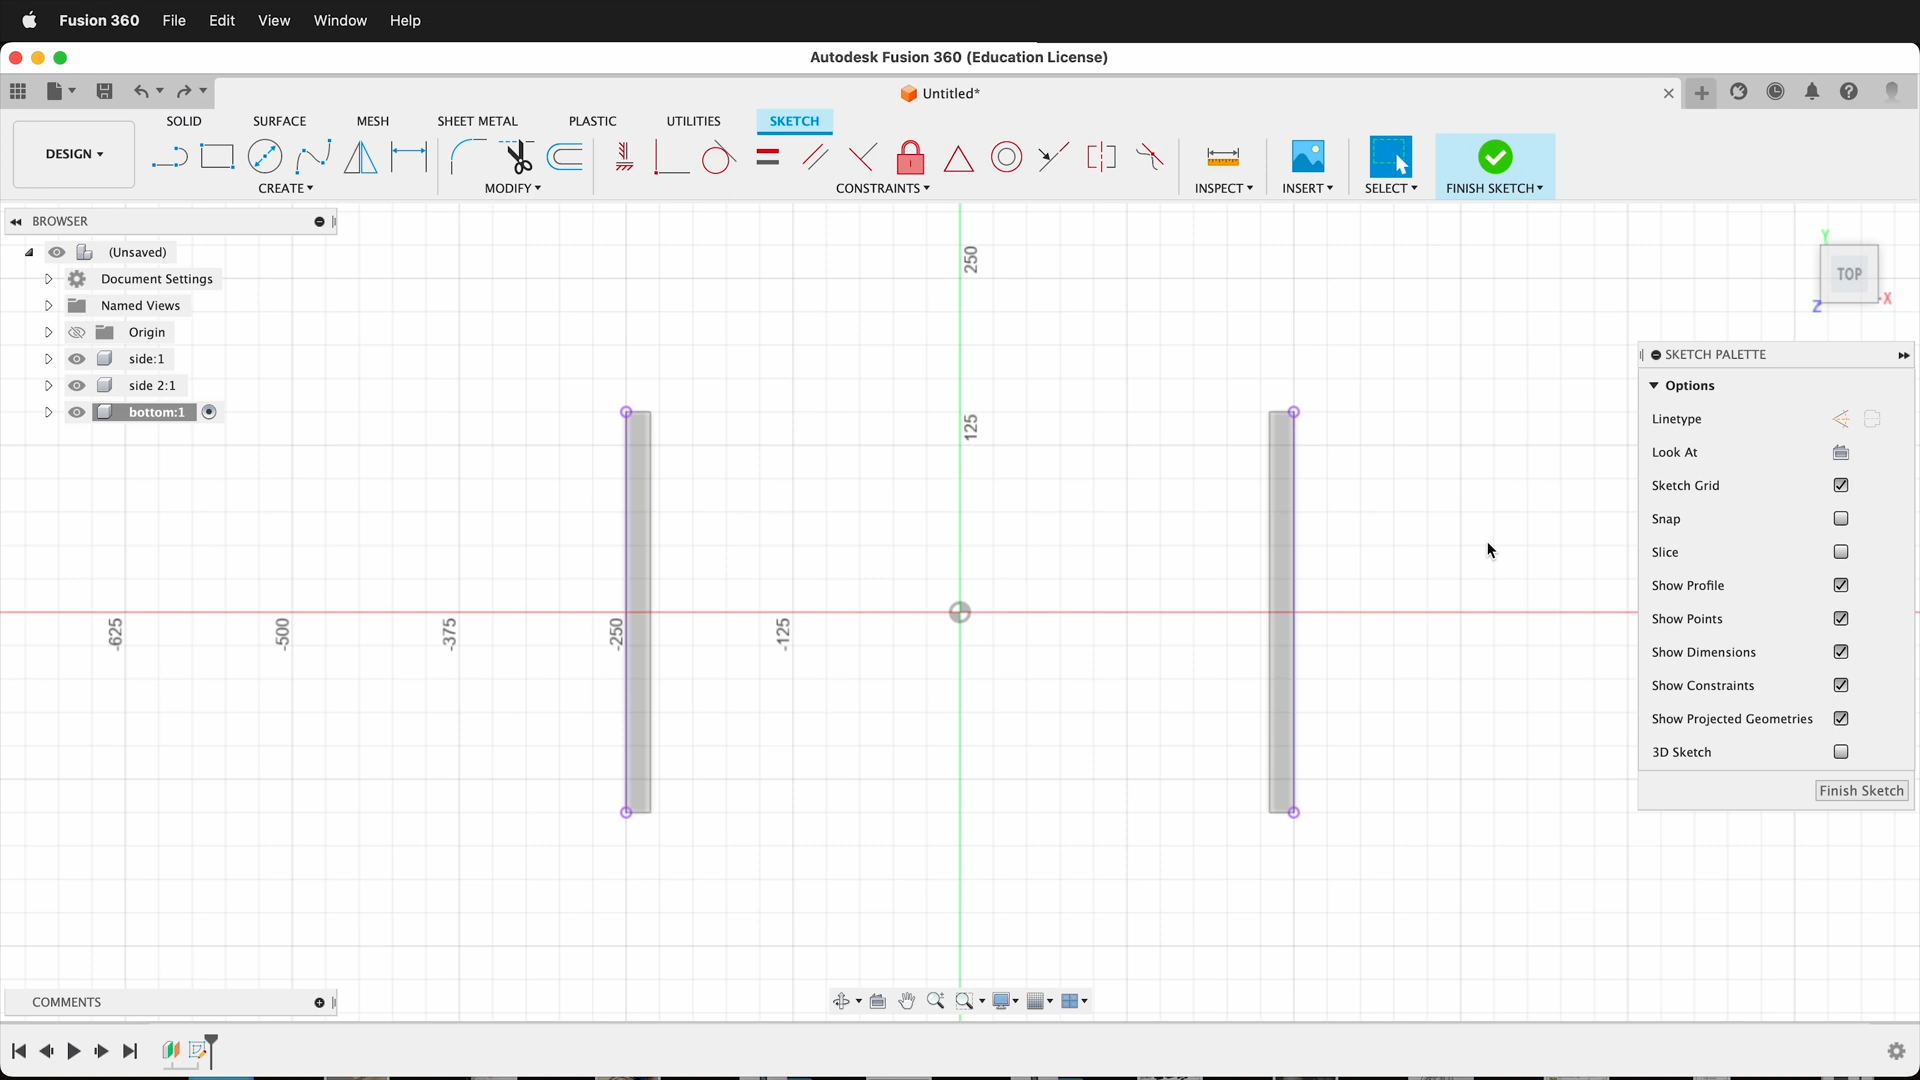 Fusion 360 File Edit View Window Help
Autodesk Fusion 360 (Education License)
Untitled*
SOLID SURFACE MESH SHEET METAL PLASTIC UTILITIES SKETCH
DESIGN
CREATE MODIFY CONSTRAINTS INSPECT INSERT SELECT FINISH SKETCH
BROWSER
(Unsaved)
Document Settings
Named Views
Origin
side:1
side 2:1
bottom:1
250
125
-625 -500 -375 -250 -125
Y
TOP
X
Z
SKETCH PALETTE
Options
Linetype
Look At
Sketch Grid
Snap
Slice
Show Profile
Show Points
Show Dimensions
Show Constraints
Show Projected Geometries
3D Sketch
Finish Sketch
COMMENTS